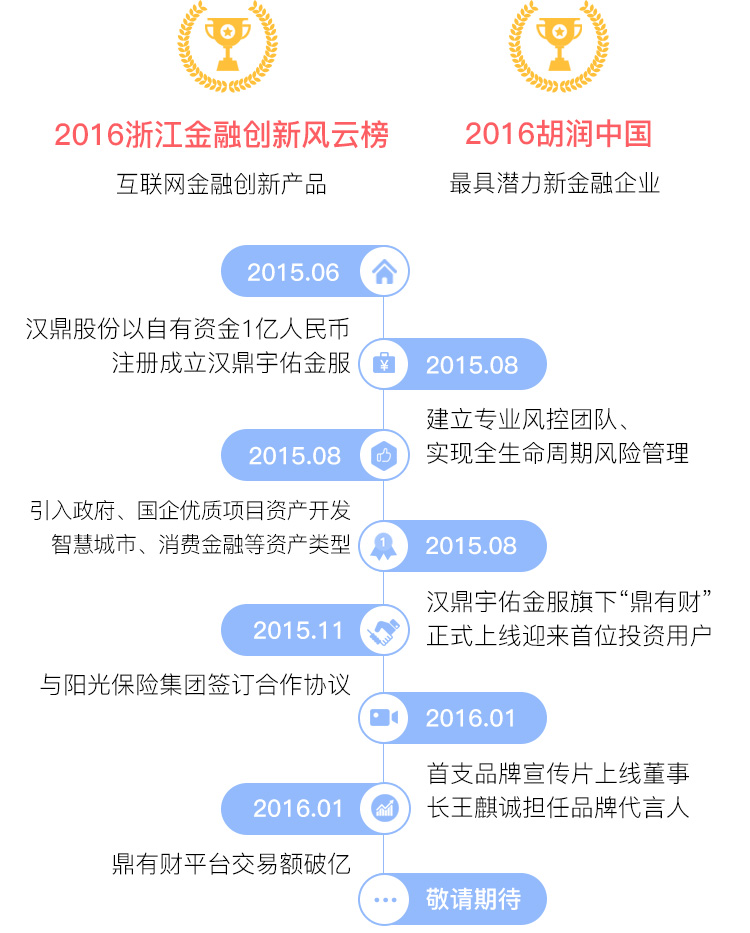 2016浙江金融创新风云榜
互联网金融创新产品
2016胡润中国
最具潜力新金融企业
2015.06
汉鼎股份以自有资金1亿人民币
注册成立汉鼎宇佑金服
2015.08
建立专业风控团队、
实现全生命周期风险管理
2015.08
引入政府、国企优质项目资产开发
智慧城市、消费金融等资产类型
1
2015.08
汉鼎宇佑金服旗下“鼎有财”
正式上线迎来首位投资用户
2015.11
与阳光保险集团签订合作协议
2016.01
首支品牌宣传片上线董事
长王麒诚担任品牌代言人
2016.01
鼎有财平台交易额破亿
敬请期待